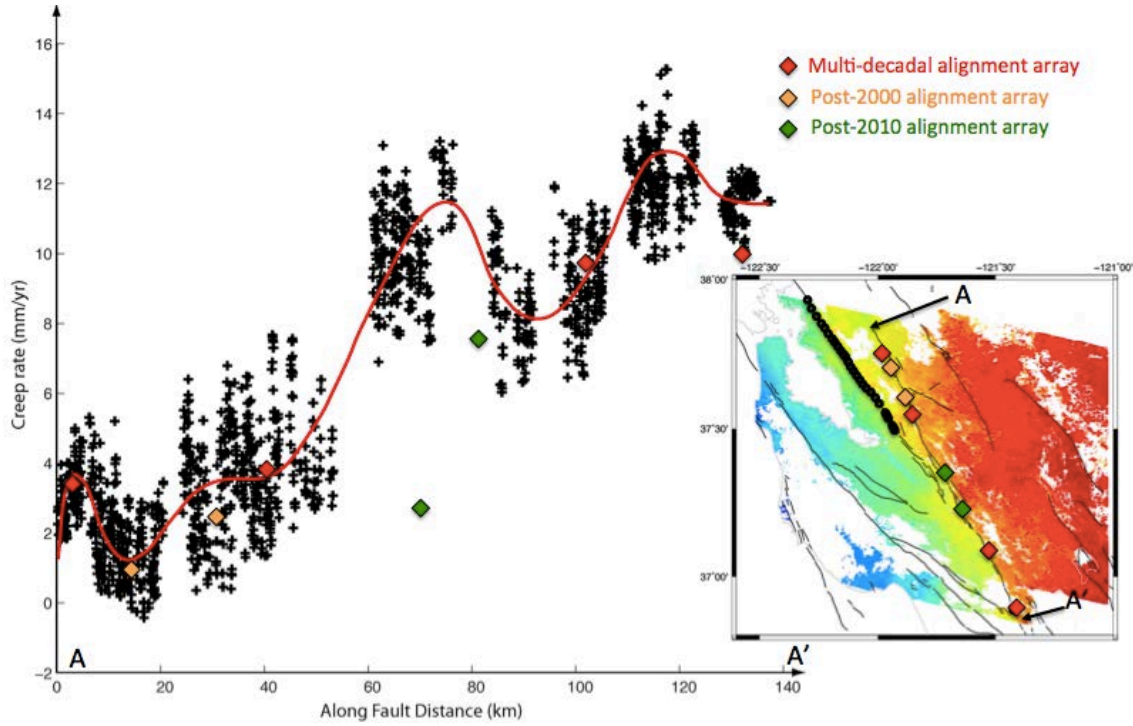 16
14
12
10
8
6
4
2
0
−2
Creep rate (mm/yr)
Multi-decadal alignment array
Post-2000 alignment array
Post-2010 alignment array
−122˚30'
−122˚00'
−121˚30'
−121˚00'
38˚00'
37˚30'
37˚00'
A
A'
A
A'
0
20
40
60
80
100
120
140
Along Fault Distance (km)